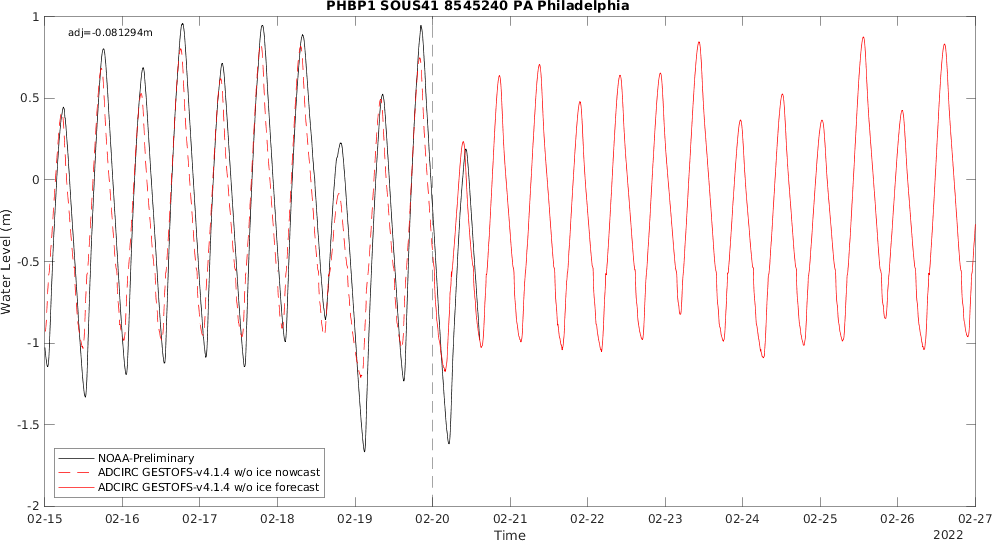 PHBP1 SOUS41 8545240 PA Philadelphia
adj=-0.081294m
1
0.5
0
-0.5
-1
-1.5
-2
Water Level (m)
NOAA-Preliminary
ADCIRC GESTOFS-v4.1.4 w/o ice nowcast
ADCIRC GESTOFS-v4.1.4 w/o ice forecast
02-15 02-16 02-17 02-18 02-19 02-20 02-21 02-22 02-23 02-24 02-25 02-26 02-27
Time
2022